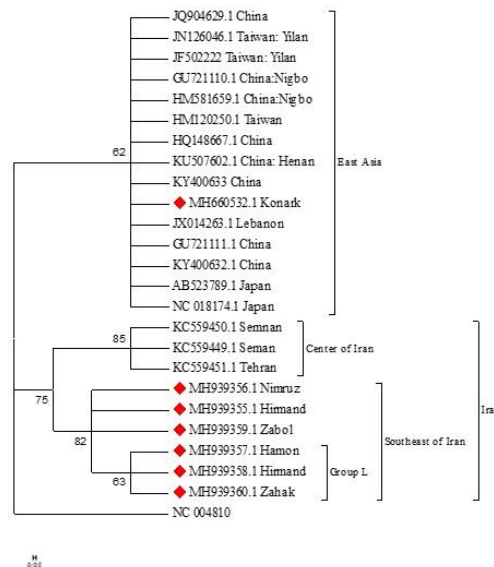 JQ904629.1 China
JN126046.1 Taiwan: Yilan
JF502222 Taiwan: Yilan
GU721110.1 China:Nigbo
HM581659.1 China:Nigbo
HM120250.1 Taiwan
HQ148667.1 China
62
KU507602.1 China: Henan
East Asia
KY400633 China
MH660532.1 Konark
JX014263.1 Lebanon
GU721111.1 China
KY400632.1 China
AB523789.1 Japan
NC 018174.1 Japan
KC559450.1 Semnan
85
KC559449.1 Seman
Center of Iran
KC559451.1 Tehran
MH939356.1 Nimruz
75
MH939355.1 Hirmand
Ira
MH939359.1 Zabol
82
Southeast of Iran
MH939357.1 Hamon
MH939358.1 Hirmand
Group L
63
MH939360.1 Zahak
NC 004810